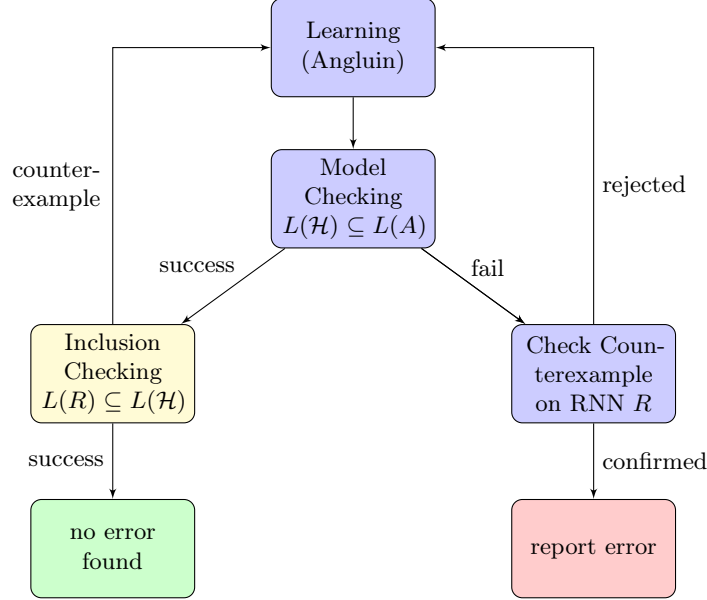 Learning
(Angluin)
Model
Checking
L(ℋ) ⊆ L(A)
counter-
example
rejected
success
fail
Inclusion
Checking
L(R) ⊆ L(ℋ)
Check Coun-
terexample
on RNN R
success
confirmed
no error
found
report error